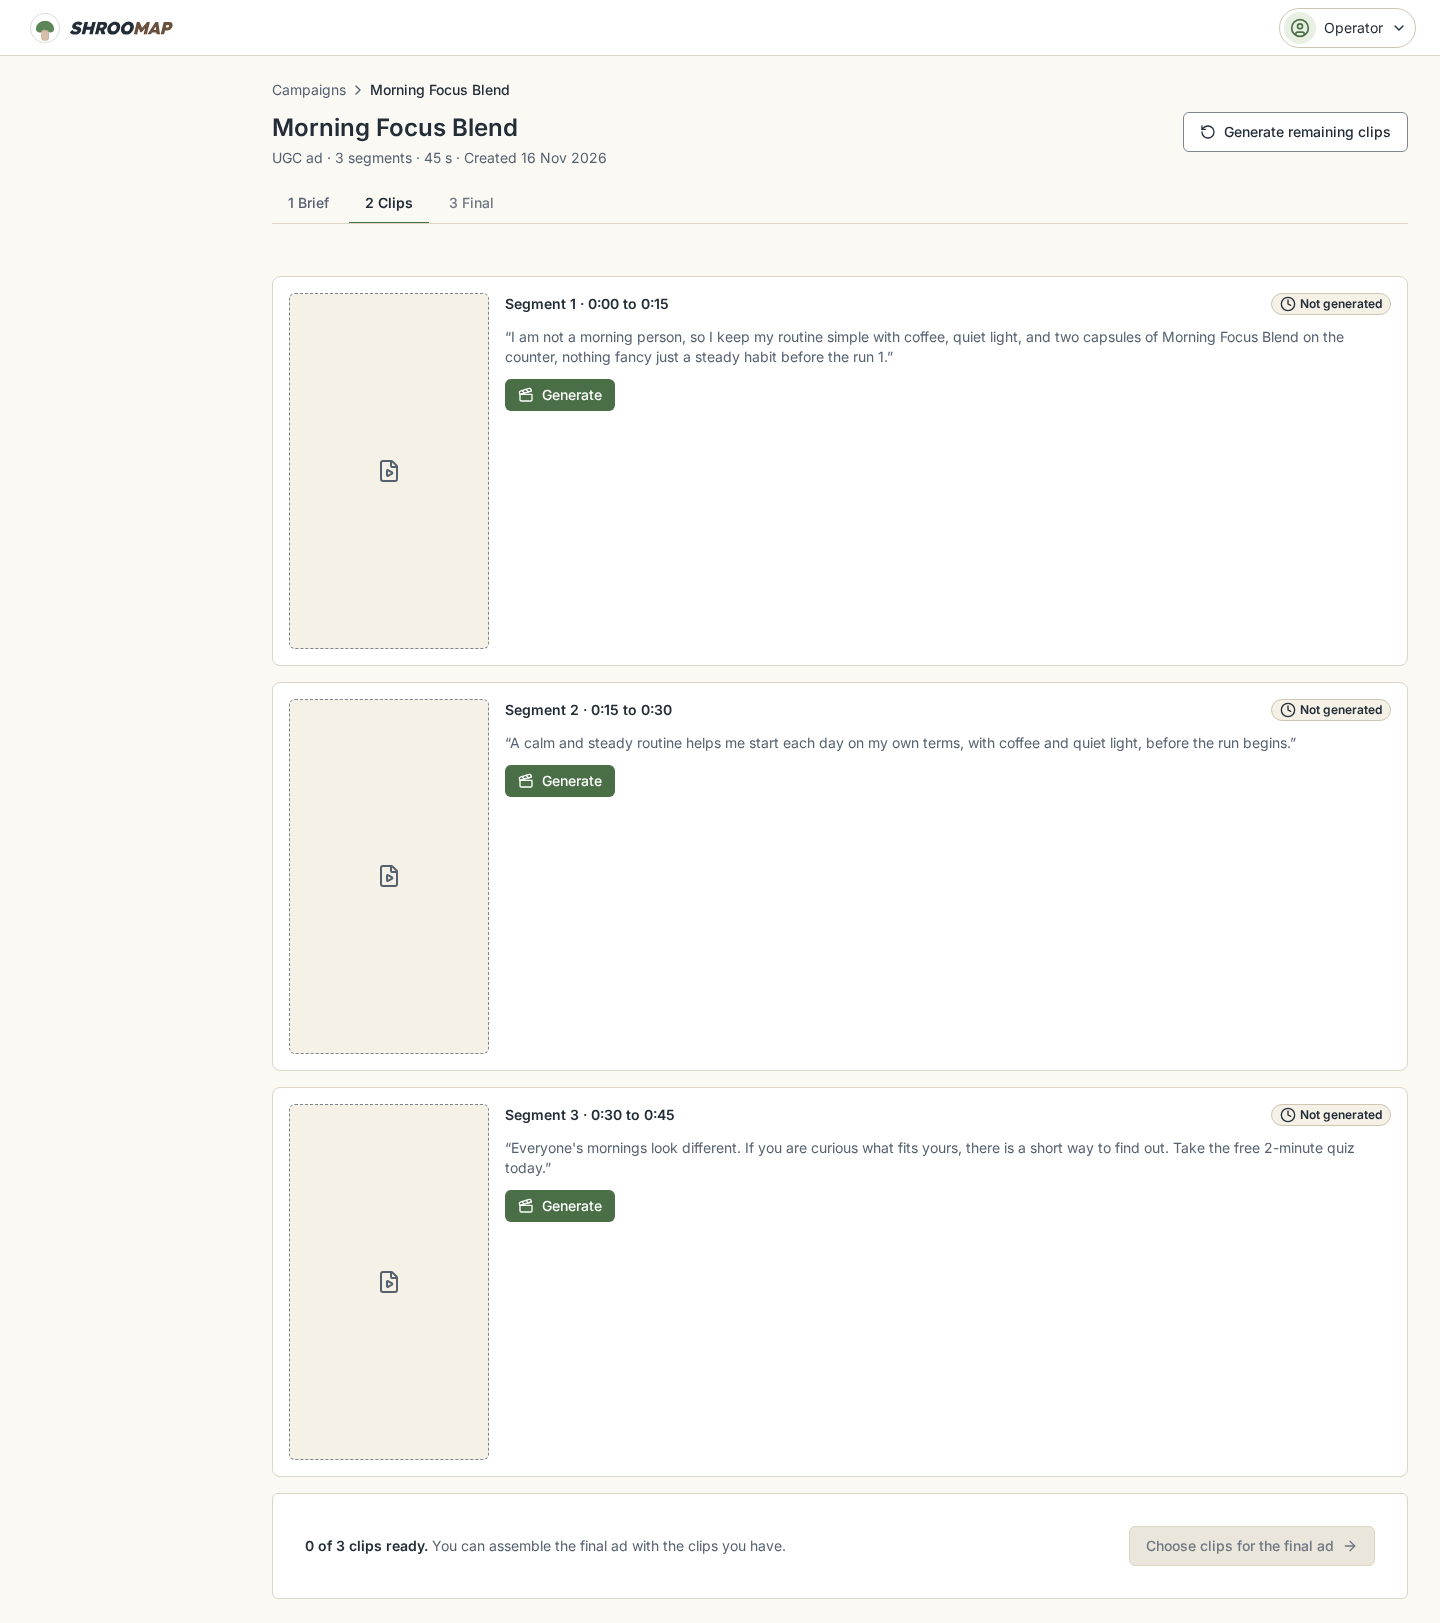 SHROOMAP
Operator
Campaigns > Morning Focus Blend
Morning Focus Blend
Generate remaining clips
UGC ad · 3 segments · 45 s · Created 16 Nov 2026
1 Brief
2 Clips
3 Final
Segment 1 · 0:00 to 0:15
Not generated
“I am not a morning person, so I keep my routine simple with coffee, quiet light, and two capsules of Morning Focus Blend on the
counter, nothing fancy just a steady habit before the run 1.”
Generate
Segment 2 · 0:15 to 0:30
Not generated
“A calm and steady routine helps me start each day on my own terms, with coffee and quiet light, before the run begins.”
Generate
Segment 3 · 0:30 to 0:45
Not generated
“Everyone's mornings look different. If you are curious what fits yours, there is a short way to find out. Take the free 2-minute quiz
today.”
Generate
0 of 3 clips ready. You can assemble the final ad with the clips you have.
Choose clips for the final ad →